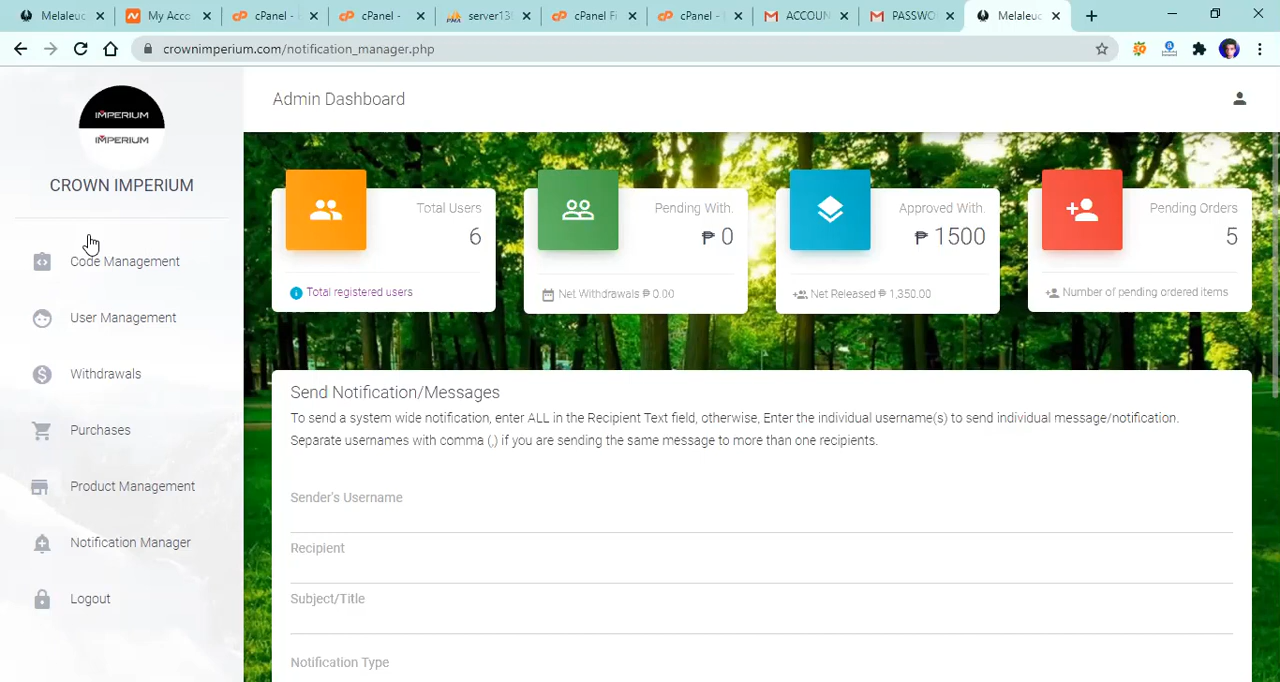 Melaleuc
My Acco
cPanel -
cPanel -
server13
cPanel Fi
cPanel -
ACCOUN
PASSWO
Melaleuc
crownimperium.com/notification_manager.php
IMPERIUM
IMPERIUM
CROWN IMPERIUM
Code Management
User Management
Withdrawals
Purchases
Product Management
Notification Manager
Logout
Admin Dashboard
Total Users
6
Total registered users
Pending With.
₱ 0
Net Withdrawals ₱ 0.00
Approved With.
₱ 1500
Net Released ₱ 1,350.00
Pending Orders
5
Number of pending ordered items
Send Notification/Messages
To send a system wide notification, enter ALL in the Recipient Text field, otherwise, Enter the individual username(s) to send individual message/notification.
Separate usernames with comma (,) if you are sending the same message to more than one recipients.
Sender's Username
Recipient
Subject/Title
Notification Type